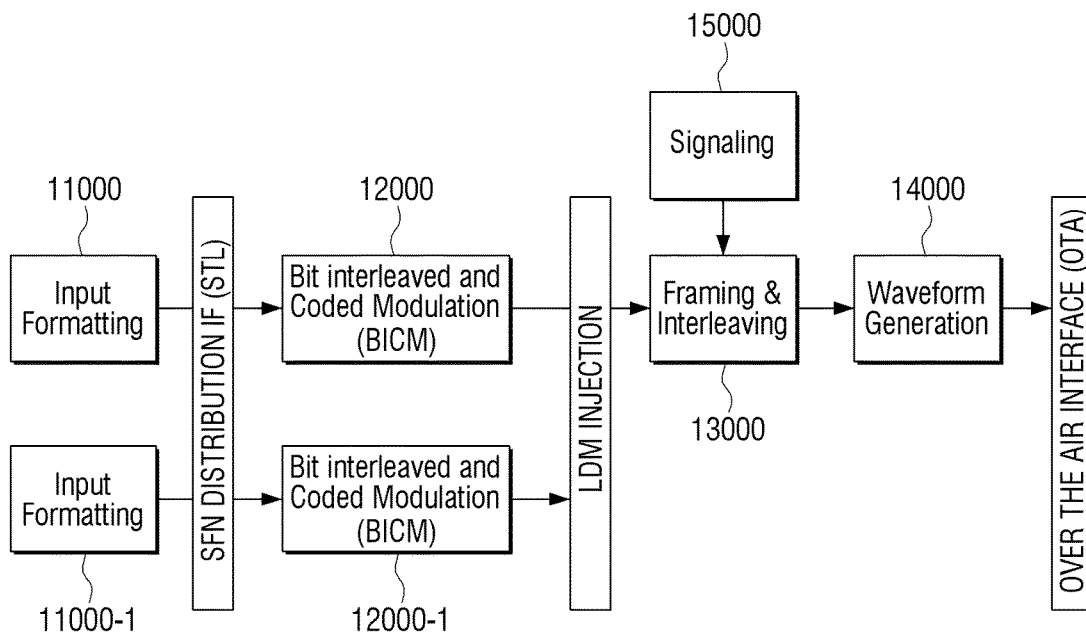 15000
Signaling
11000
12000
14000
Input
Formatting
SFN DISTRIBUTION IF (STL)
Bit interleaved and
Coded Modulation
(BICM)
LDM INJECTION
Framing &
Interleaving
Waveform
Generation
OVER THE AIR INTERFACE (OTA)
13000
Input
Formatting
Bit interleaved and
Coded Modulation
(BICM)
11000-1
12000-1